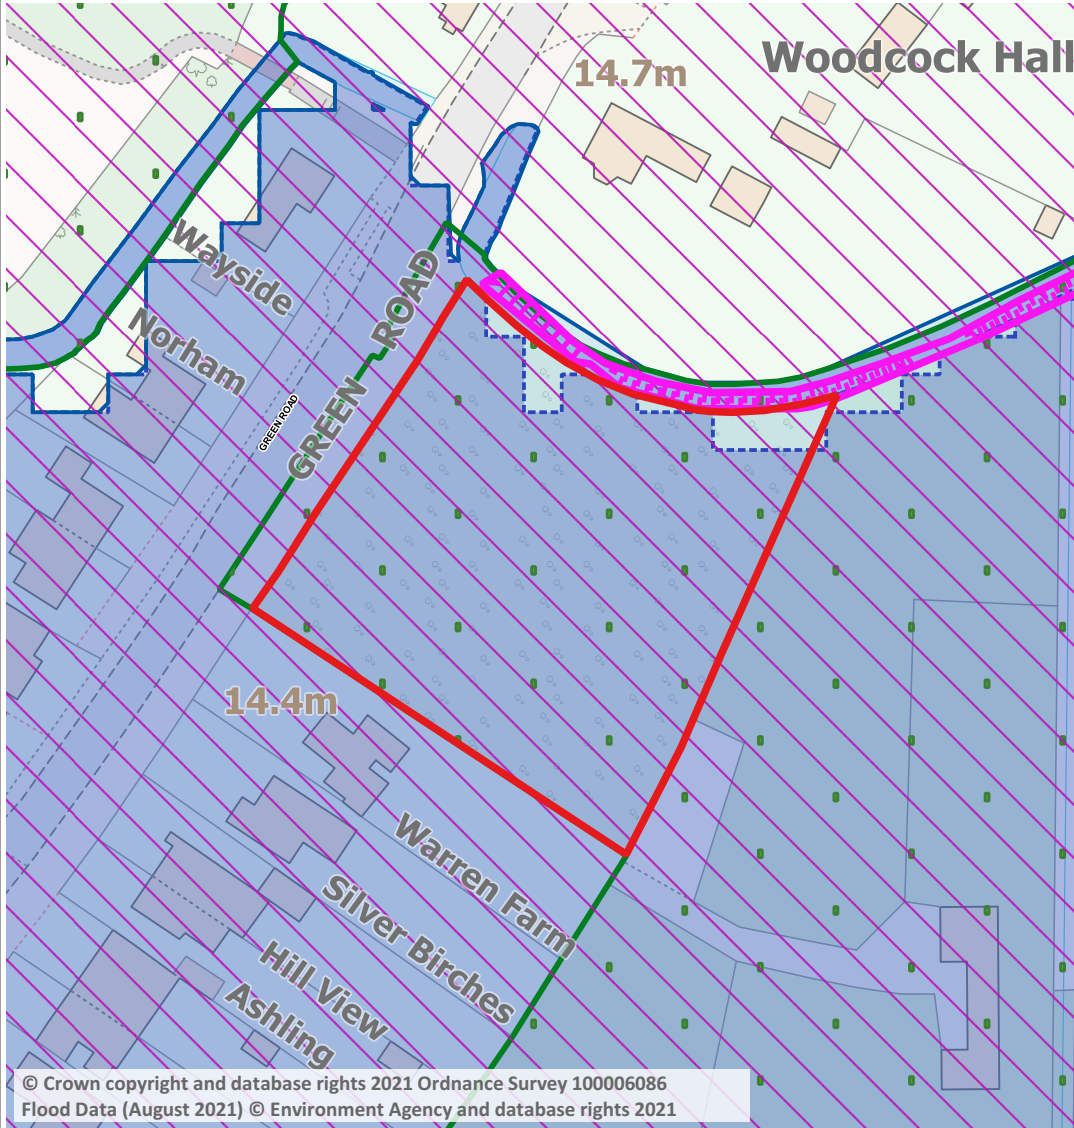 Woodcock Hall
14.7m
Wayside
Norham
GREEN ROAD
GREEN ROAD
14.4m
Warren Farm
Silver Birches
Hill View
Ashling
© Crown copyright and database rights 2021 Ordnance Survey 100006086
Flood Data (August 2021) © Environment Agency and database rights 2021